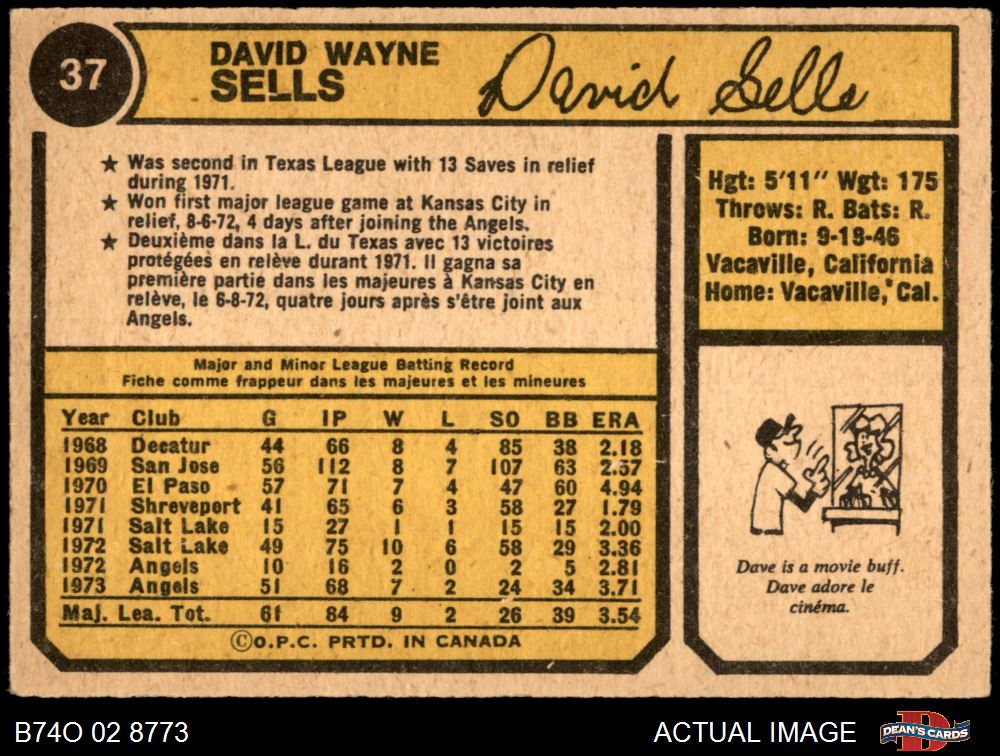 37
DAVID WAYNE
SELLS
David Sells
★ Was second in Texas League with 13 Saves in relief
during 1971.
★ Won first major league game at Kansas City in
relief, 8-6-72, 4 days after joining the Angels.
★ Deuxième dans la L. du Texas avec 13 victoires
protégées en relève durant 1971. Il gagna sa
première partie dans les majeures à Kansas City en
relève, le 6-8-72, quatre jours après s'être joint aux
Angels.
Hgt: 5'11" Wgt: 175
Throws: R. Bats: R.
Born: 9-18-46
Vacaville, California
Home: Vacaville, Cal.
Major and Minor League Batting Record
Fiche comme frappeur dans les majeures et les mineures
Year Club G IP W L SO BB ERA
1968 Decatur 44 66 8 4 85 38 2.18
1969 San Jose 56 112 8 7 107 63 2.57
1970 El Paso 57 71 7 4 47 60 4.94
1971 Shreveport 41 65 6 3 58 27 1.79
1971 Salt Lake 15 27 1 1 15 15 2.00
1972 Salt Lake 49 75 10 6 58 29 3.36
1972 Angels 10 16 2 0 2 5 2.81
1973 Angels 51 68 7 2 24 34 3.71
Maj. Lea. Tot. 61 84 9 2 26 39 3.54
©O.P.C. PRTD. IN CANADA
Dave is a movie buff.
Dave adore le
cinéma.
B74O 02 8773
ACTUAL IMAGE
D
DEAN'S CARDS